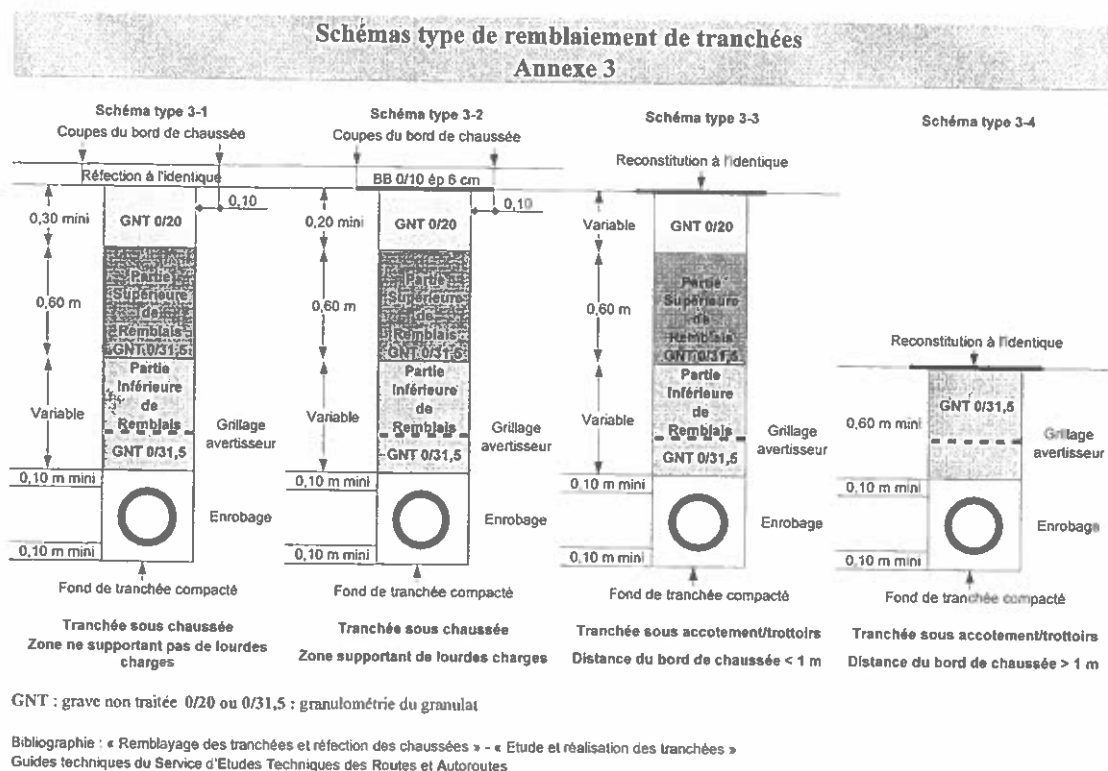 Schémas type de remblaiement de tranchées
Annexe 3
Schéma type 3-1
Coupes du bord de chaussée
Réfection à l'identique
0,10
0,30 mini
GNT 0/20
0,60 m
Partie
Supérieure
de
Remblais
GNT 0/31,5
Variable
Partie
Inférieure
de
Remblais
GNT 0/31,5
Grillage
avertisseur
0,10 m mini
Enrobage
0,10 m mini
Fond de tranchée compacté
Tranchée sous chaussée
Zone ne supportant pas de lourdes
charges
Schéma type 3-2
Coupes du bord de chaussée
BB 0/10 ép 6 cm
0,10
0,20 mini
GNT 0/20
0,60 m
Partie
Supérieure
de
Remblais
GNT 0/31,5
Variable
Partie
Inférieure
de
Remblais
GNT 0/31,5
Grillage
avertisseur
0,10 m mini
Enrobage
0,10 m mini
Fond de tranchée compacté
Tranchée sous chaussée
Zone supportant de lourdes charges
Schéma type 3-3
Reconstitution à l'identique
Variable
GNT 0/20
0,60 m
Partie
Supérieure
de
Remblais
GNT 0/31,5
Variable
Partie
Inférieure
de
Remblais
GNT 0/31,5
Grillage
avertisseur
0,10 m mini
Enrobage
0,10 m mini
Fond de tranchée compacté
Tranchée sous accotement/trottoirs
Distance du bord de chaussée < 1 m
Schéma type 3-4
Reconstitution à l'identique
GNT 0/31,5
0,60 mini
Grillage
avertisseur
0,10 m mini
Enrobage
0,10 m mini
Fond de tranchée compacté
Tranchée sous accotement/trottoirs
Distance du bord de chaussée > 1 m
GNT : grave non traitée 0/20 ou 0/31,5 : granulométrie du granulat
Bibliographie : « Remblayage des tranchées et réfection des chaussées » - « Etude et réalisation des tranchées »
Guides techniques du Service d'Etudes Techniques des Routes et Autoroutes